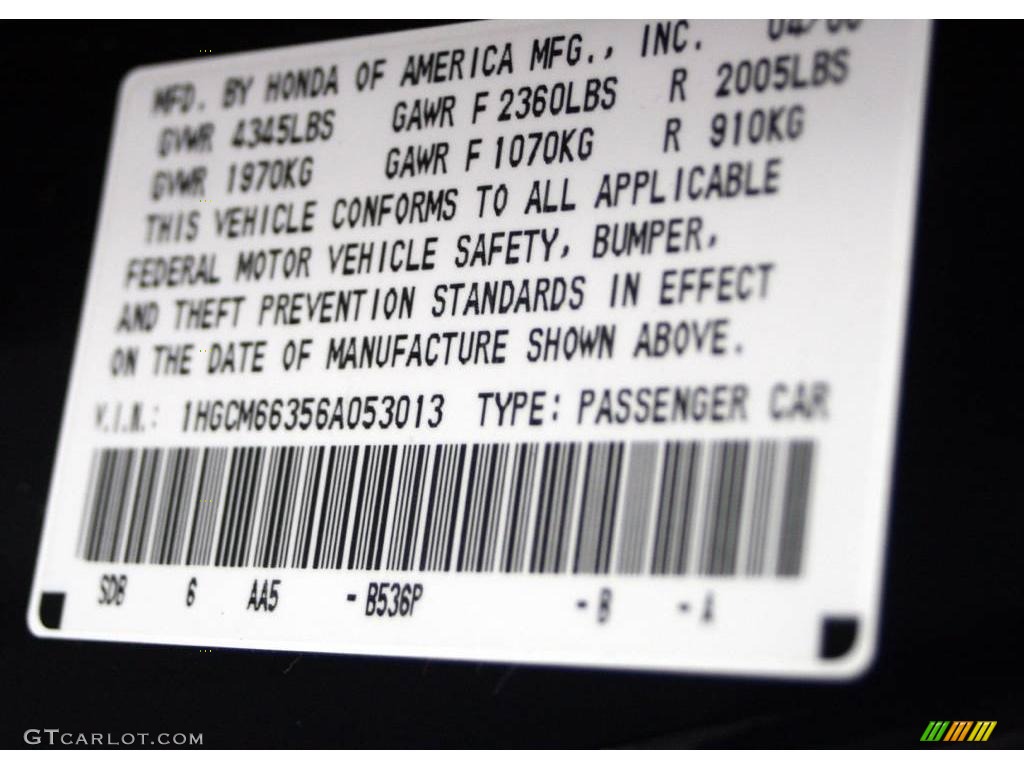 MFD. BY HONDA OF AMERICA MFG., INC.
GVWR 4345LBS GAWR F 2360LBS R 2005LBS
GVWR 1970KG GAWR F 1070KG R 910KG
THIS VEHICLE CONFORMS TO ALL APPLICABLE
FEDERAL MOTOR VEHICLE SAFETY, BUMPER,
AND THEFT PREVENTION STANDARDS IN EFFECT
ON THE DATE OF MANUFACTURE SHOWN ABOVE.
V.I.N.: 1HGCM66356A053013 TYPE: PASSENGER CAR
SDB 6 AA5 - B536P - B - A
GTCARLOT.COM